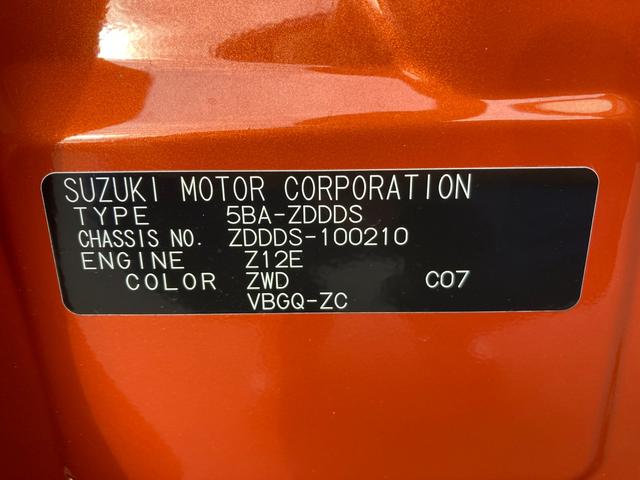 SUZUKI MOTOR CORPORATION
TYPE 5BA-ZDDDS
CHASSIS NO. ZDDDS-100210
ENGINE Z12E
COLOR ZWD C07
VBGQ-ZC